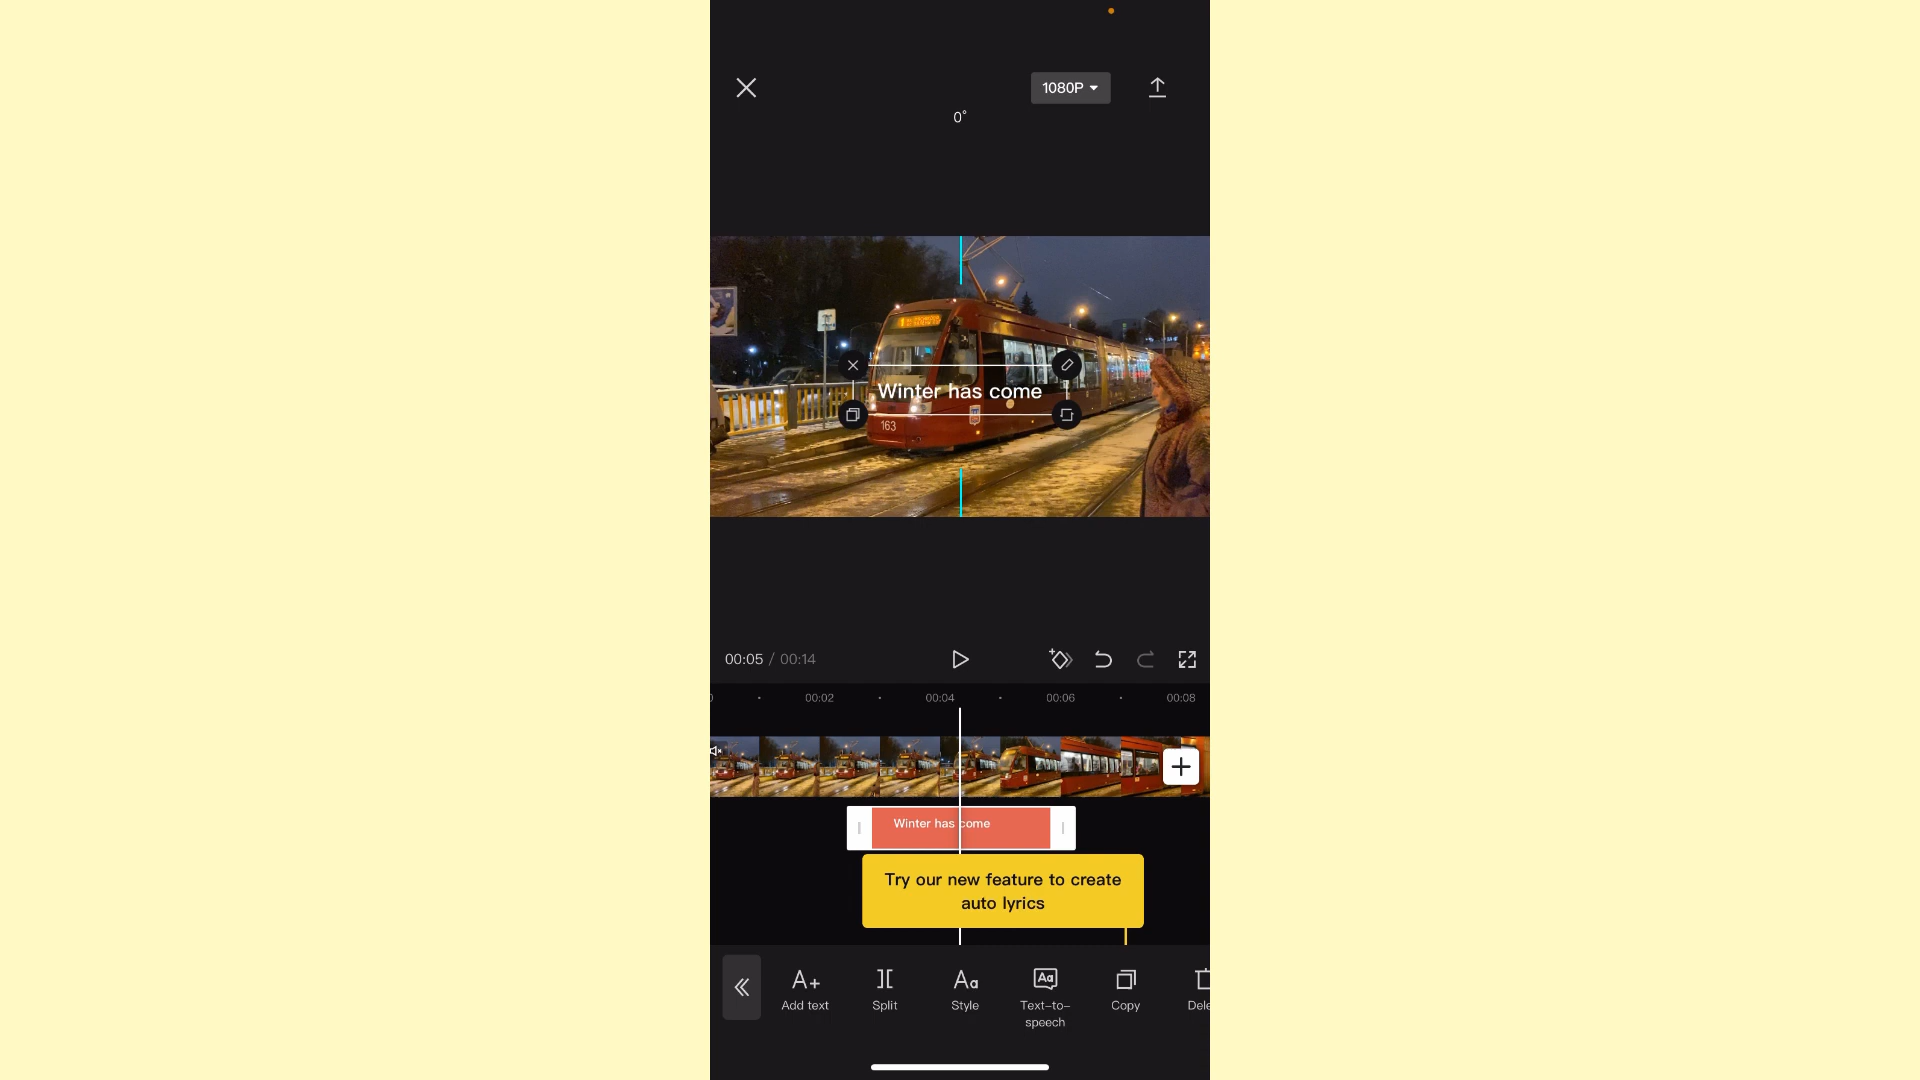 1080P
0°
Winter has come
163
00:05 / 00:14
00:02 00:04 00:06 00:08
Winter has come
Try our new feature to create
auto lyrics
Add text Split Style Text-to-
speech Copy Dele